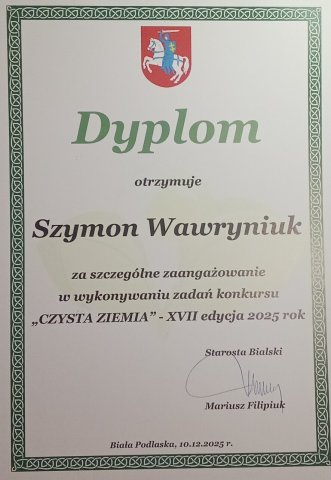 Dyplom
otrzymuje
Szymon Wawryniuk
za szczególne zaangażowanie
w wykonywaniu zadań konkursu
„CZYSTA ZIEMIA” - XVII edycja 2025 rok
Starosta Bialski
Mariusz Filipiuk
Biała Podlaska, 10.12.2025 r.